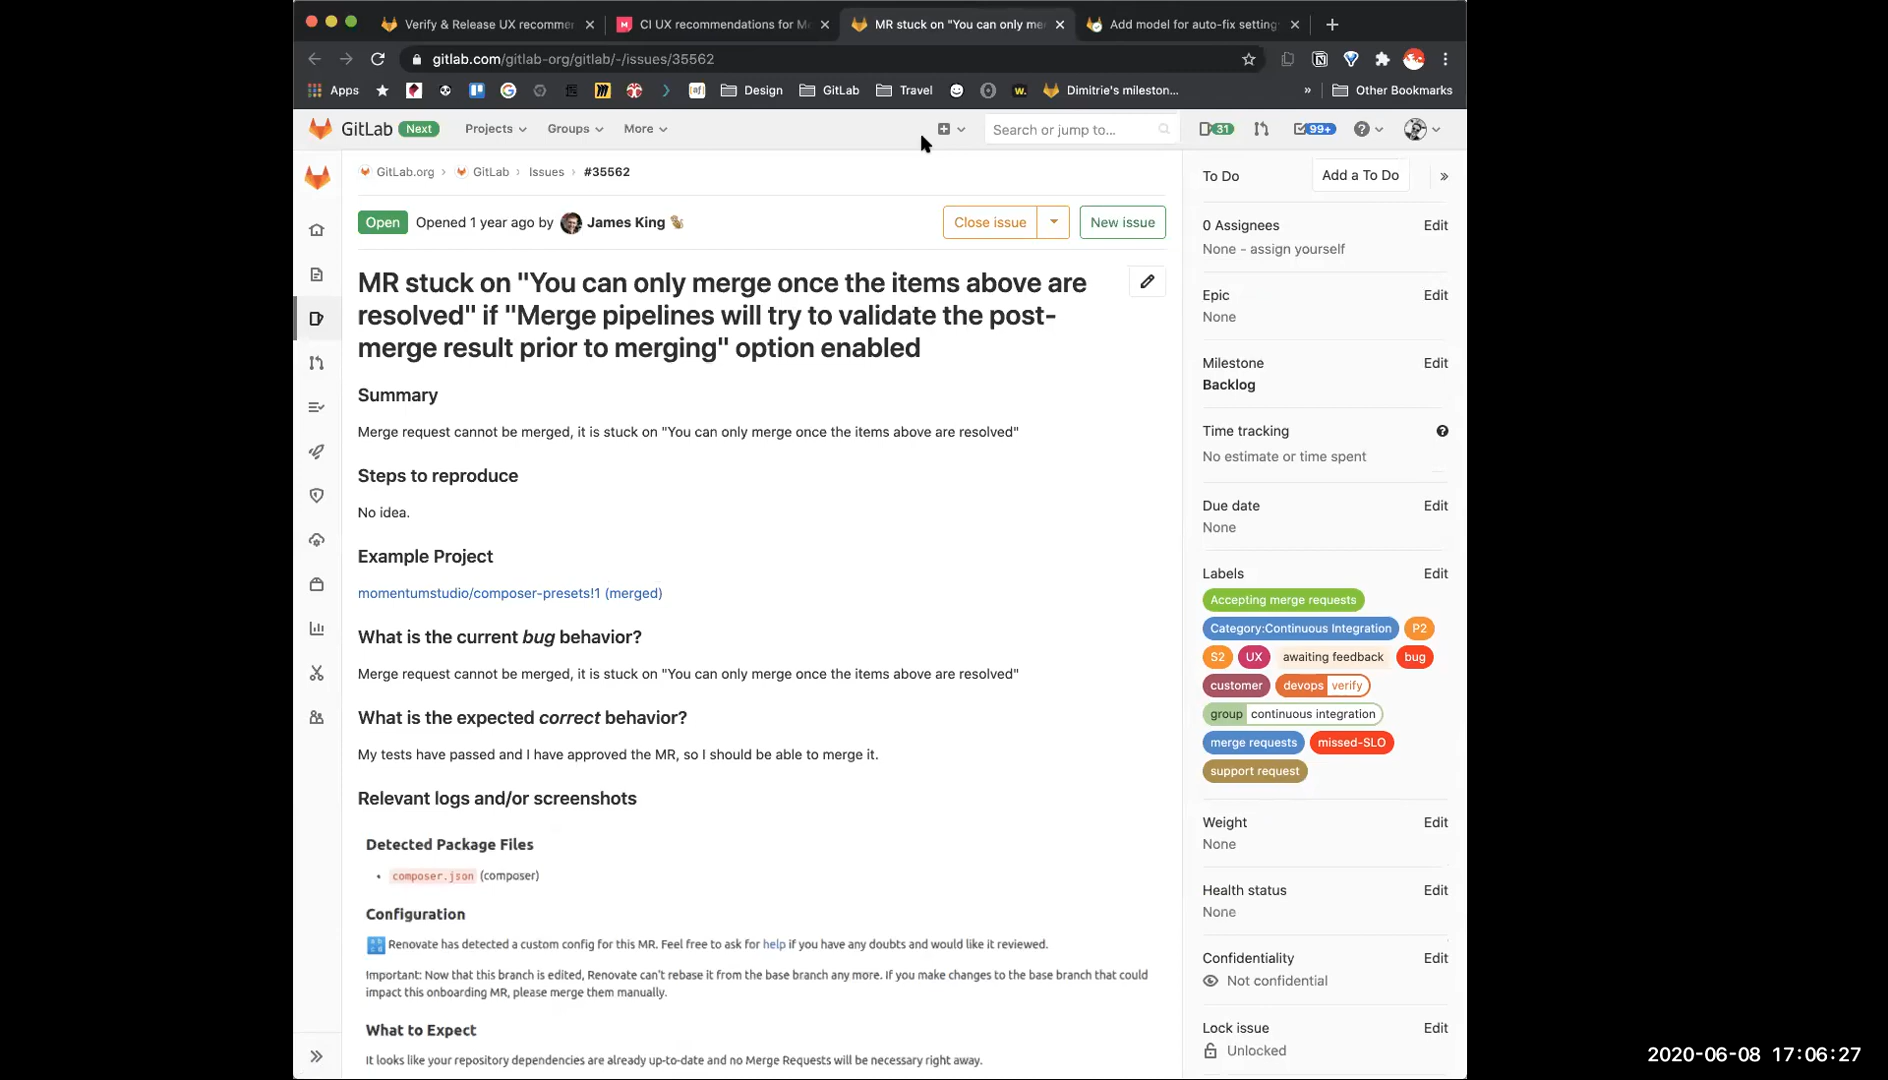 Verify & Release UX recommer
CI UX recommendations for M
MR stuck on "You can only me
Add model for auto-fix setting
gitlab.com/gitlab-org/gitlab/-/issues/35562
Apps
Design
GitLab
Travel
w.
Dimitrie's mileston...
»
Other Bookmarks
GitLab Next
Projects
Groups
More
Search or jump to...
31
99+
GitLab.org › GitLab › Issues › #35562
Open Opened 1 year ago by James King
Close issue
New issue
MR stuck on "You can only merge once the items above are
resolved" if "Merge pipelines will try to validate the post-
merge result prior to merging" option enabled
Summary
Merge request cannot be merged, it is stuck on "You can only merge once the items above are resolved"
Steps to reproduce
No idea.
Example Project
momentumstudio/composer-presets!1 (merged)
What is the current bug behavior?
Merge request cannot be merged, it is stuck on "You can only merge once the items above are resolved"
What is the expected correct behavior?
My tests have passed and I have approved the MR, so I should be able to merge it.
Relevant logs and/or screenshots
Detected Package Files
• composer.json (composer)
Configuration
Renovate has detected a custom config for this MR. Feel free to ask for help if you have any doubts and would like it reviewed.
Important: Now that this branch is edited, Renovate can't rebase it from the base branch any more. If you make changes to the base branch that could
impact this onboarding MR, please merge them manually.
What to Expect
It looks like your repository dependencies are already up-to-date and no Merge Requests will be necessary right away.
To Do
Add a To Do
»
0 Assignees Edit
None - assign yourself
Epic Edit
None
Milestone Edit
Backlog
Time tracking
No estimate or time spent
Due date Edit
None
Labels Edit
Accepting merge requests
Category:Continuous Integration P2
S2 UX awaiting feedback bug
customer devops verify
group continuous integration
merge requests missed-SLO
support request
Weight Edit
None
Health status Edit
None
Confidentiality Edit
Not confidential
Lock issue Edit
Unlocked
2020-06-08 17:06:27